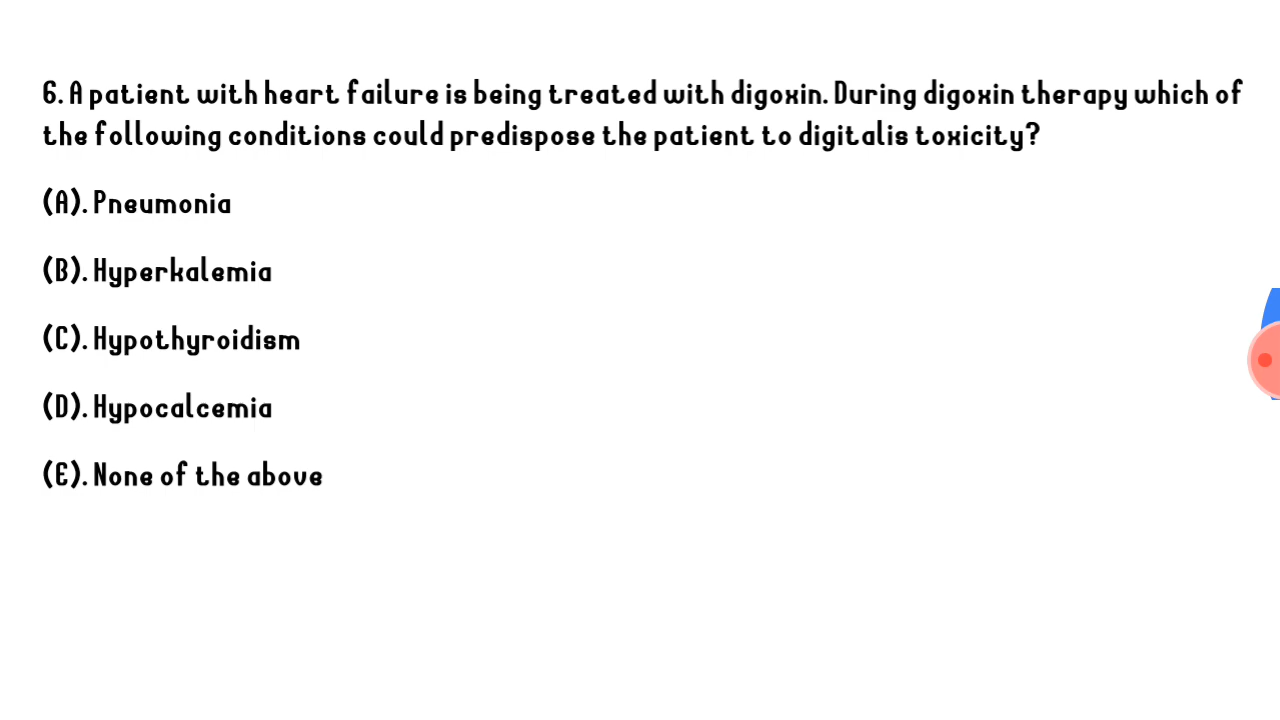 6. A patient with heart failure is being treated with digoxin. During digoxin therapy which of
the following conditions could predispose the patient to digitalis toxicity?
(A). Pneumonia
(B). Hyperkalemia
(C). Hypothyroidism
(D). Hypocalcemia
(E). None of the above